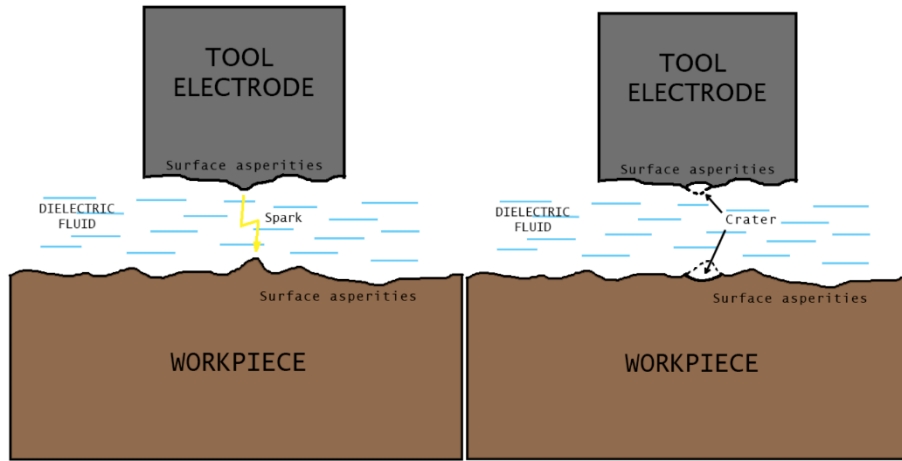 TOOL
ELECTRODE
Surface asperities
DIELECTRIC
FLUID
Spark
Surface asperities
WORKPIECE
TOOL
ELECTRODE
Surface asperities
DIELECTRIC
FLUID
Crater
Surface asperities
WORKPIECE